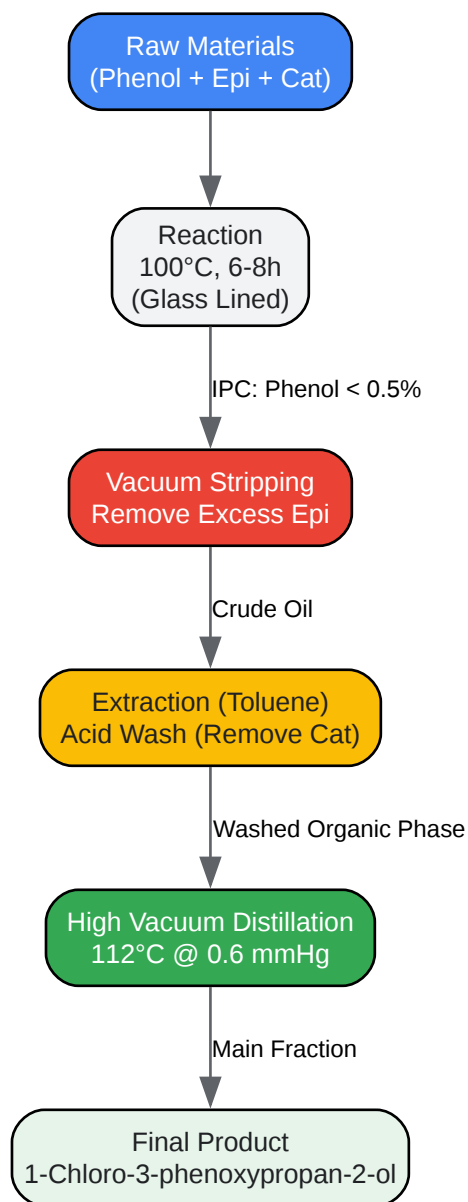 Raw Materials
(Phenol + Epi + Cat)
Reaction
100°C, 6-8h
(Glass Lined)
IPC: Phenol < 0.5%
Vacuum Stripping
Remove Excess Epi
Crude Oil
Extraction (Toluene)
Acid Wash (Remove Cat)
Washed Organic Phase
High Vacuum Distillation
112°C @ 0.6 mmHg
Main Fraction
Final Product
1-Chloro-3-phenoxypropan-2-ol